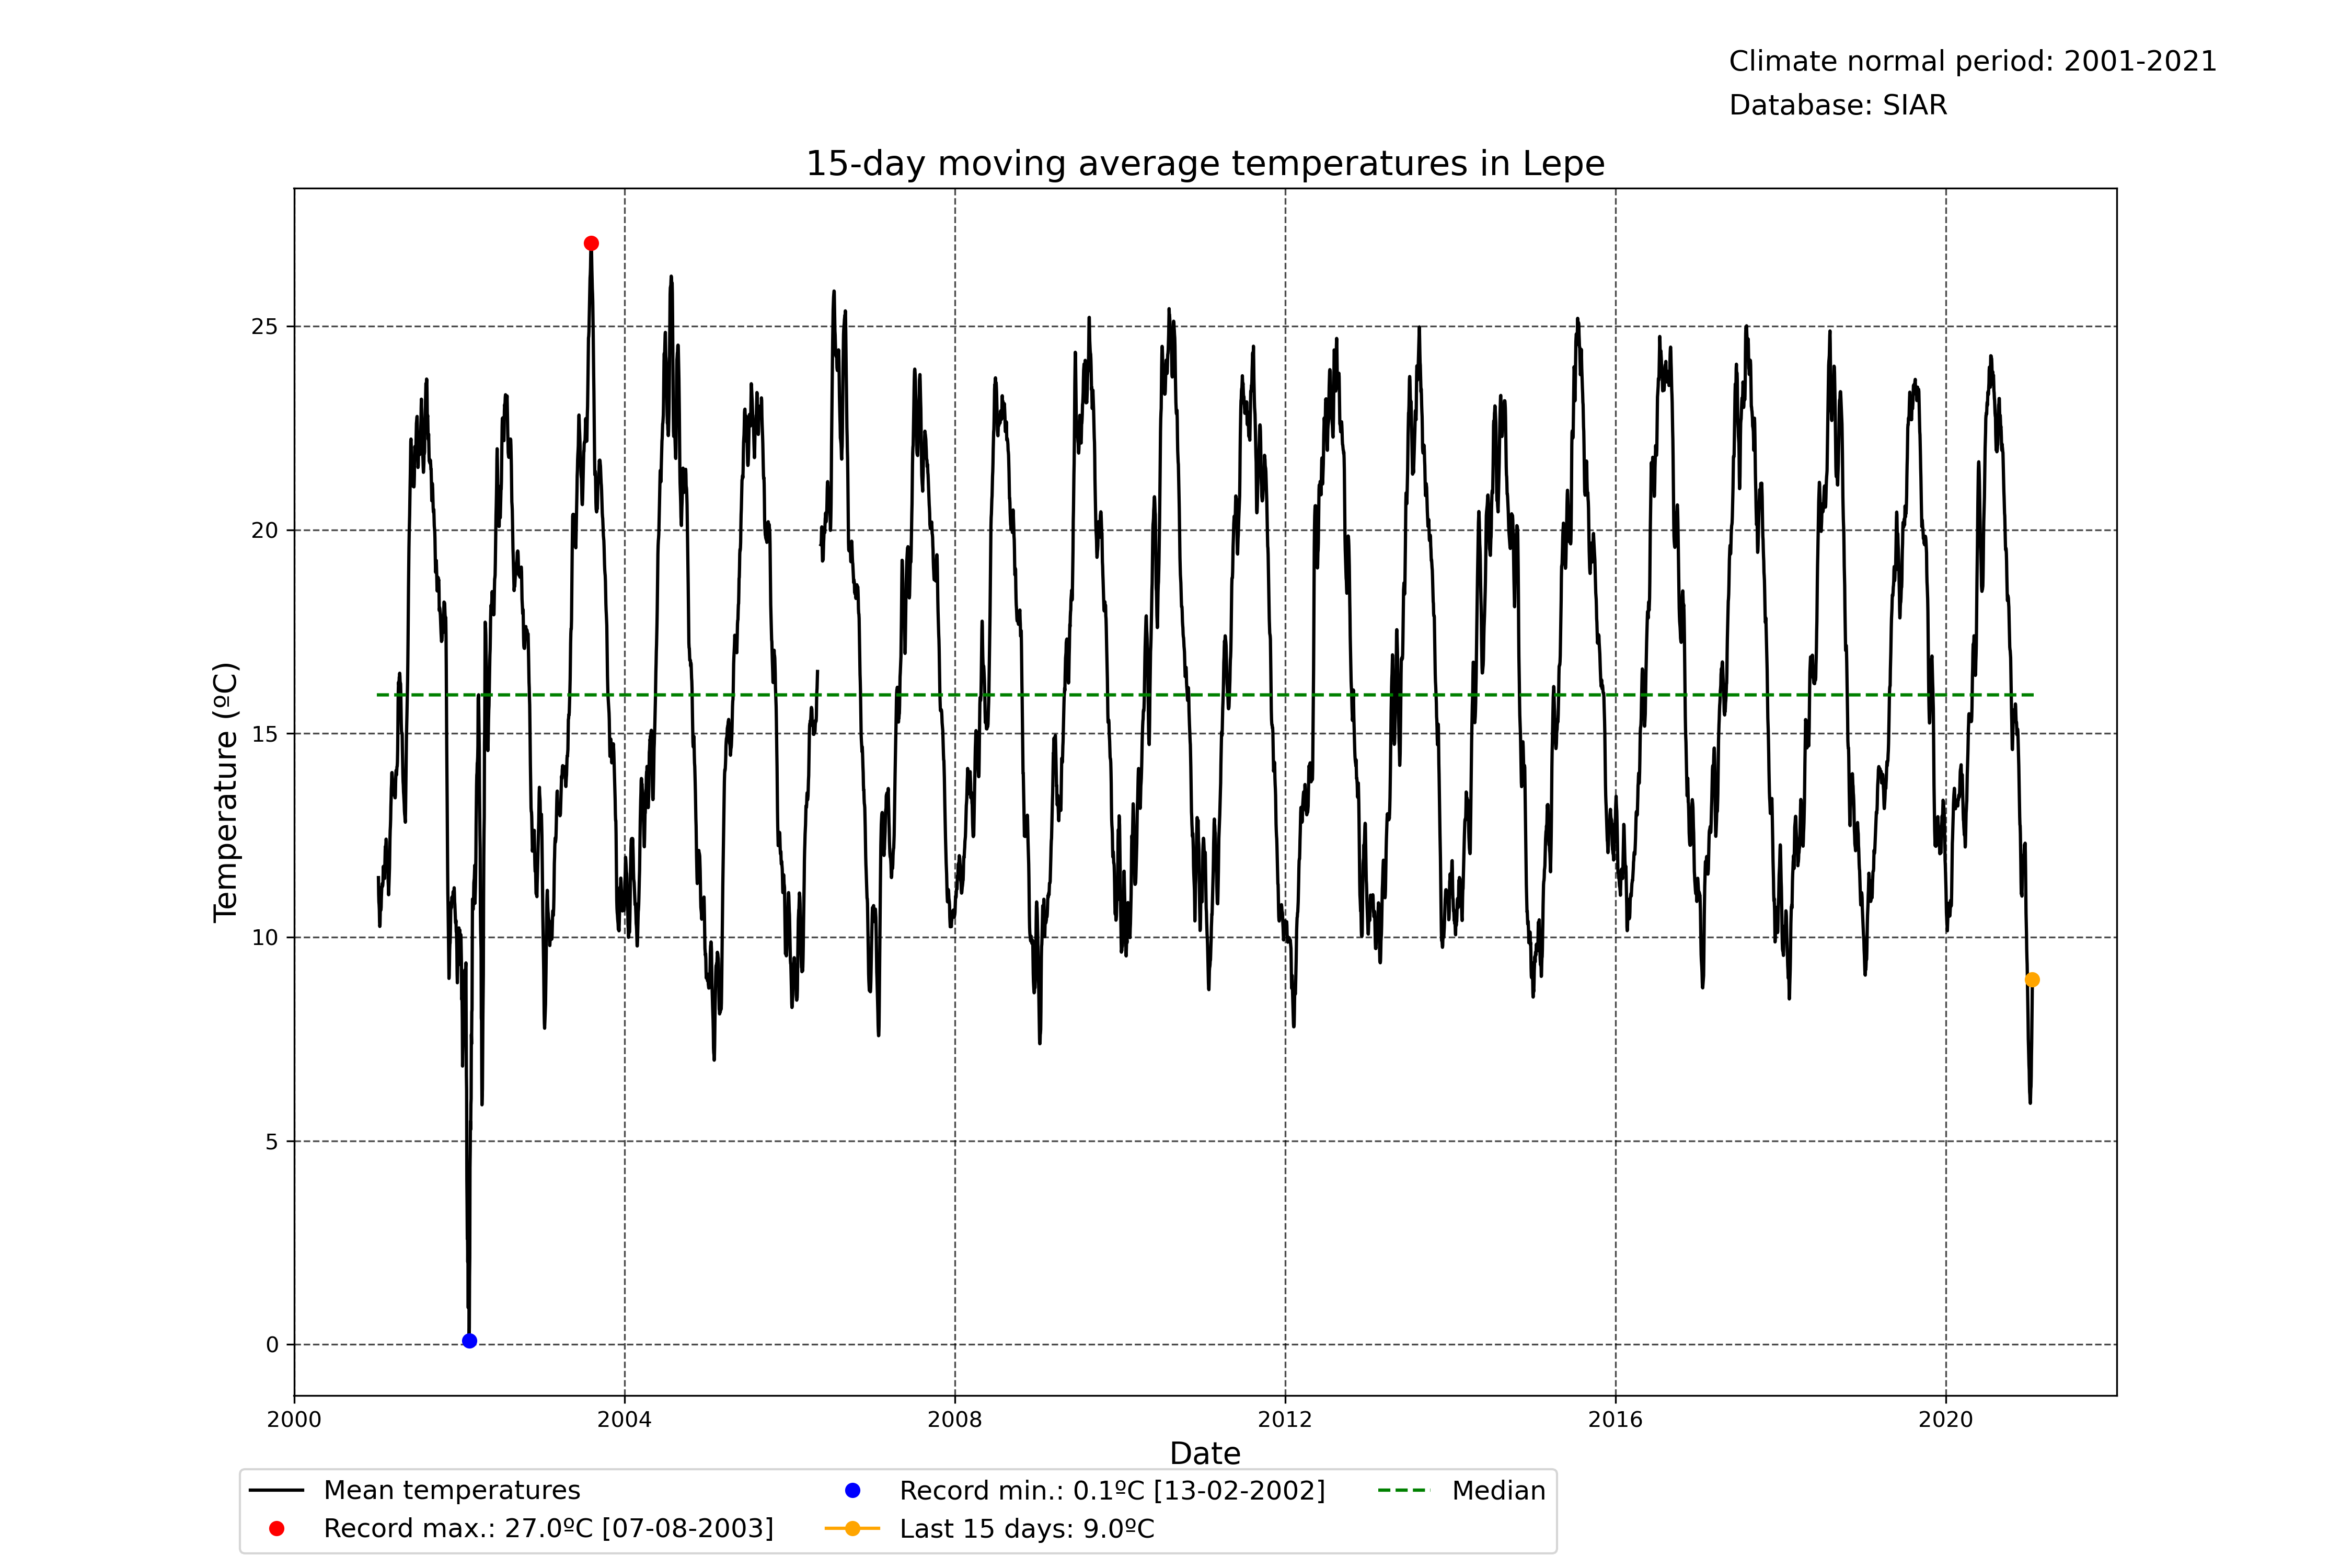 Climate normal period: 2001-2021
Database: SIAR
15-day moving average temperatures in Lepe
25
20
15
10
5
0
Temperature (ºC)
2000 2004 2008 2012 2016 2020
Date
Mean temperatures
Record max.: 27.0ºC [07-08-2003]
Record min.: 0.1ºC [13-02-2002]
Last 15 days: 9.0ºC
Median